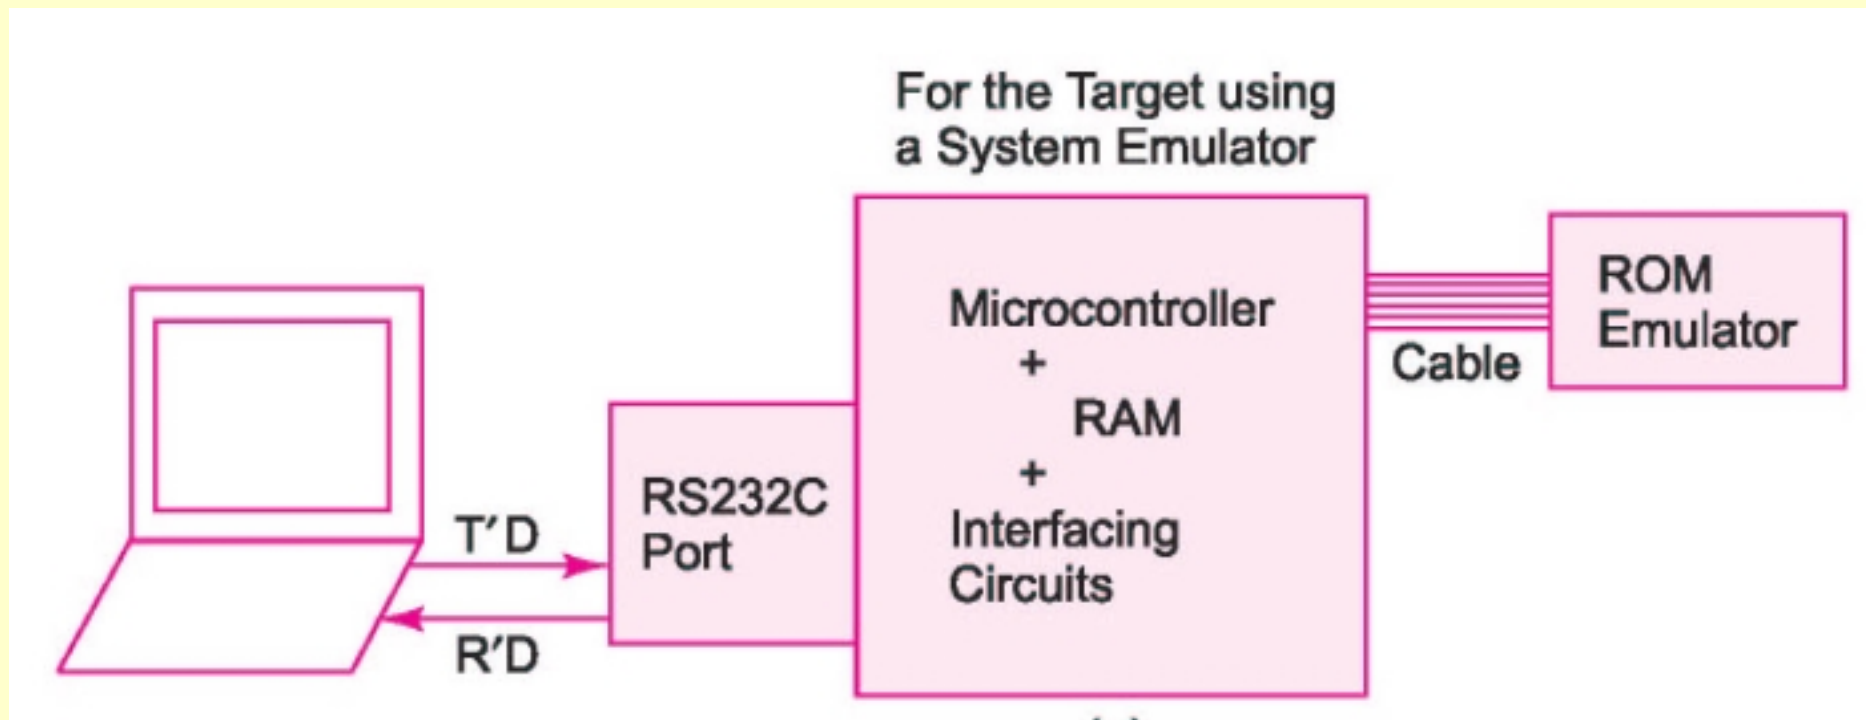 For the Target using
a System Emulator
Microcontroller
+
RAM
+
Interfacing
Circuits
ROM
Emulator
Cable
RS232C
Port
T′D
R′D